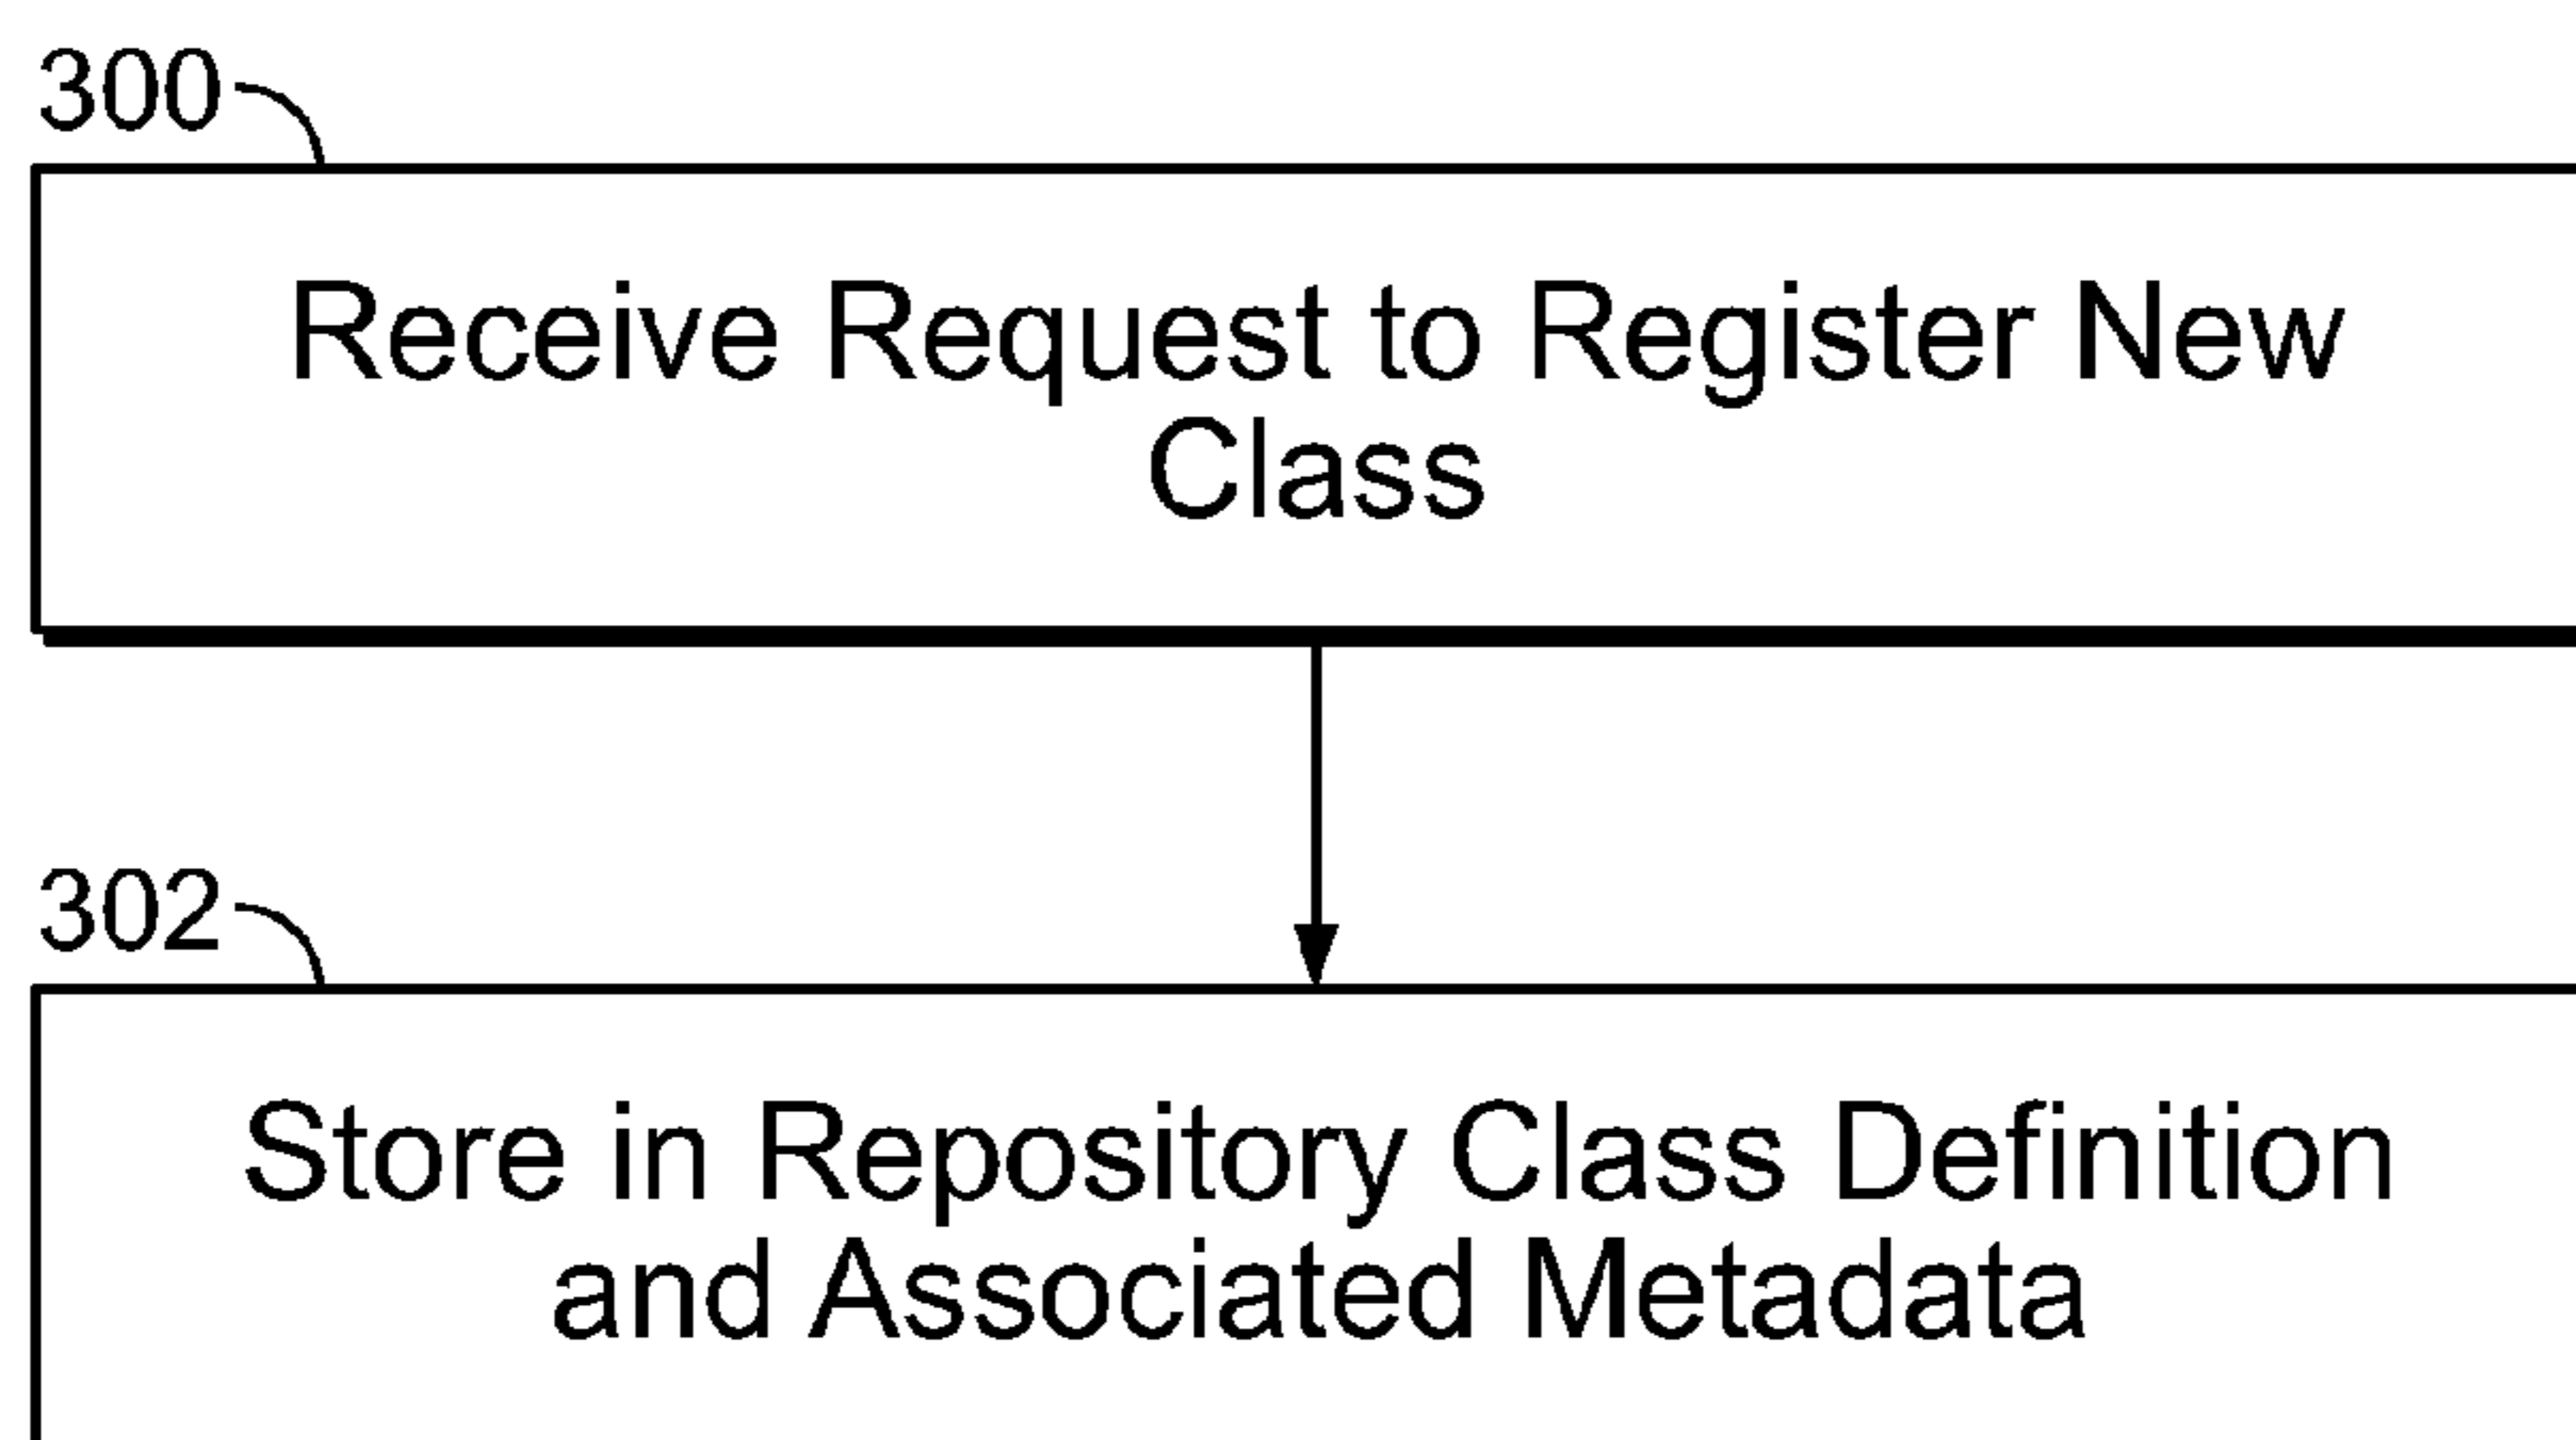 300
Receive Request to Register New
Class
302
Store in Repository Class Definition
and Associated Metadata